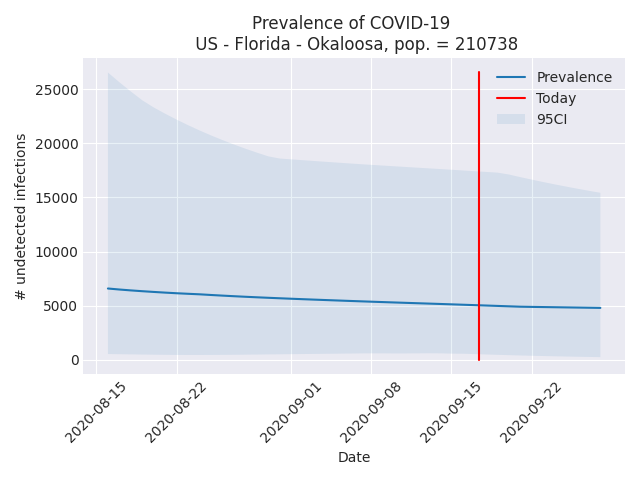 Prevalence of COVID-19
US - Florida - Okaloosa, pop. = 210738
# undetected infections
25000
20000
15000
10000
5000
0
Prevalence
Today
95CI
2020-08-15
2020-08-22
2020-09-01
2020-09-08
2020-09-15
2020-09-22
Date